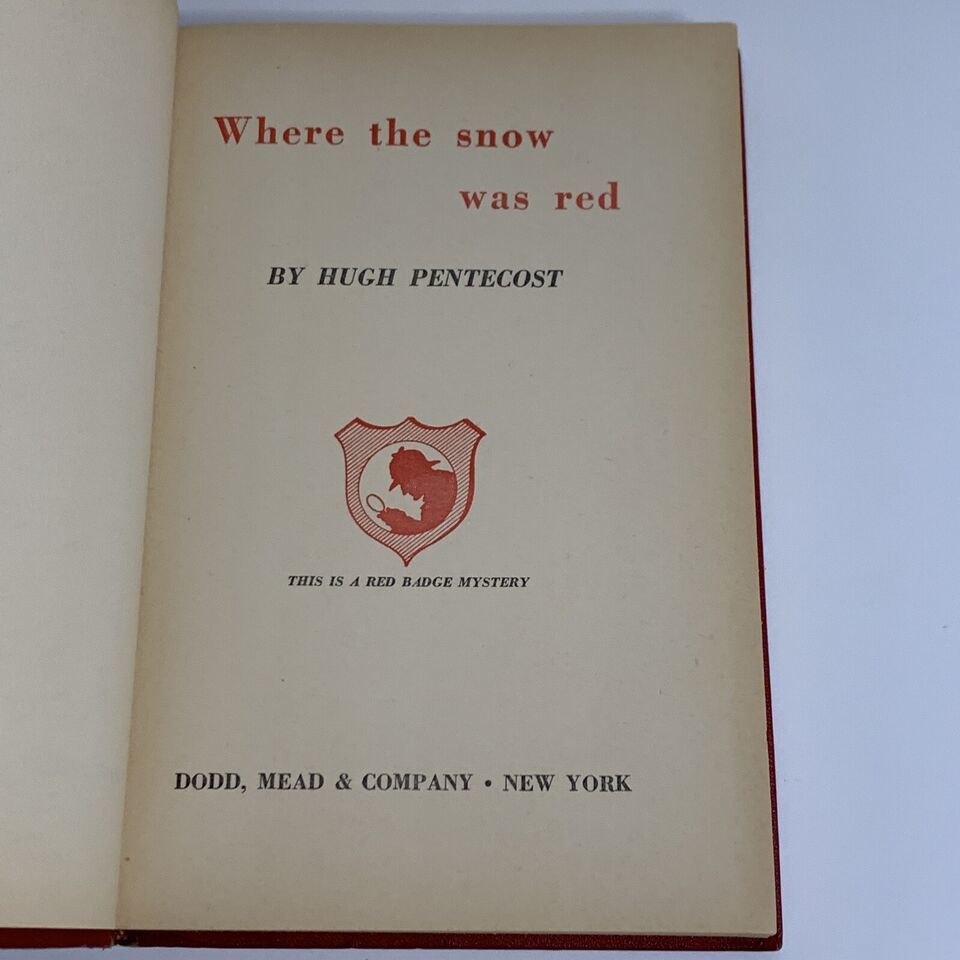 Where the snow
was red
BY HUGH PENTECOST
THIS IS A RED BADGE MYSTERY
DODD, MEAD & COMPANY • NEW YORK